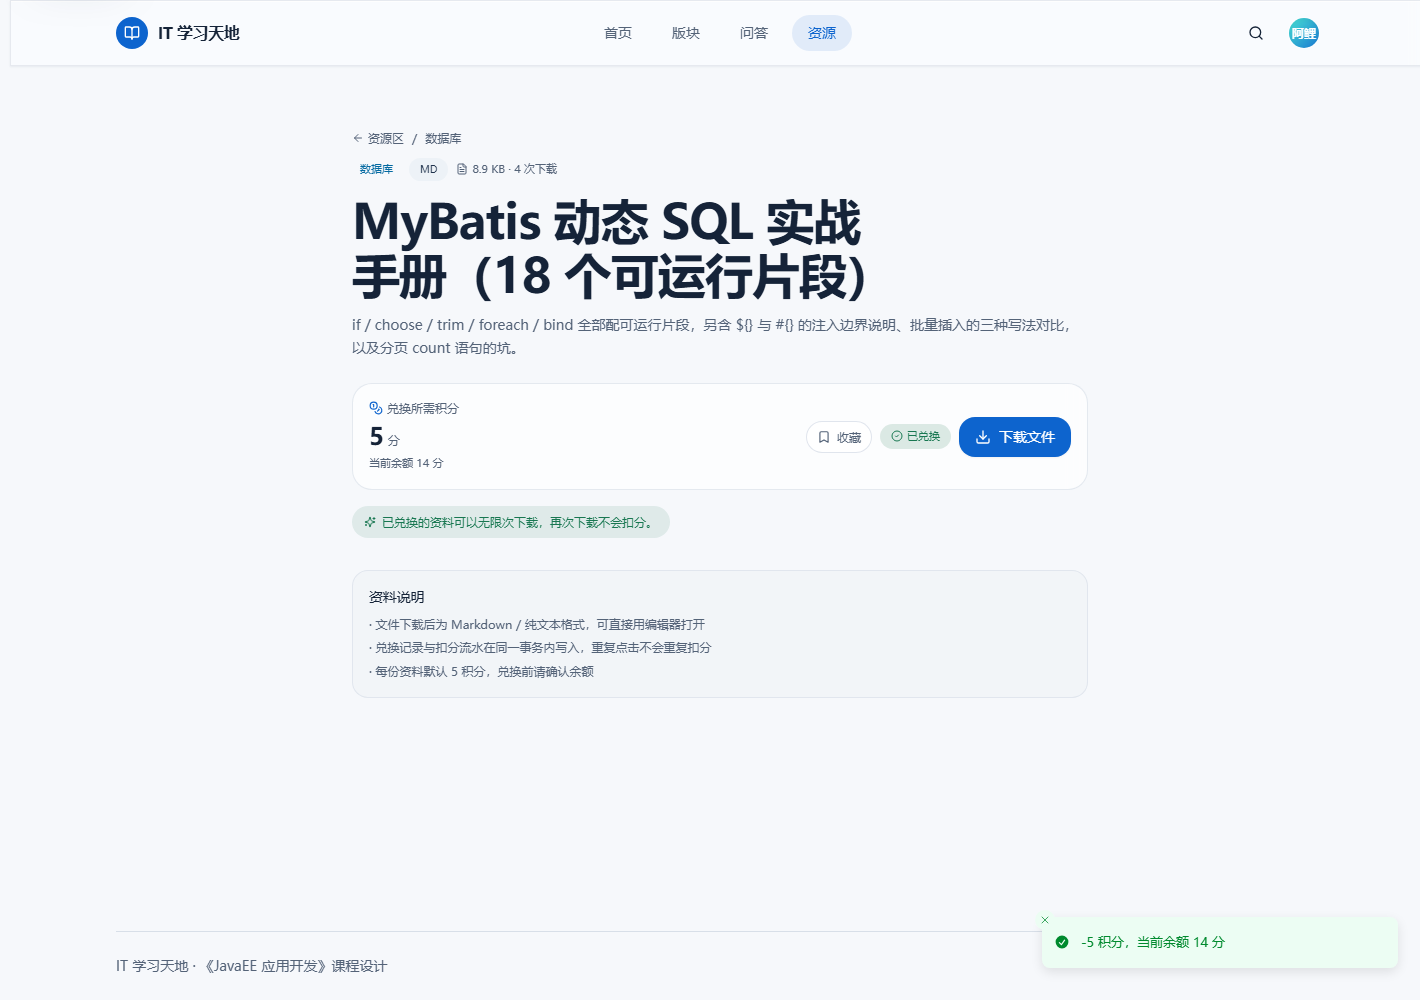 IT 学习天地
首页
版块
问答
资源
阿鲤
资源区 / 数据库
数据库
MD
8.9 KB · 4 次下载
MyBatis 动态 SQL 实战
手册（18 个可运行片段）
if / choose / trim / foreach / bind 全部配可运行片段，另含 ${} 与 #{} 的注入边界说明、批量插入的三种写法对比，
以及分页 count 语句的坑。
兑换所需积分
5 分
当前余额 14 分
收藏
已兑换
下载文件
已兑换的资料可以无限次下载，再次下载不会扣分。
资料说明
· 文件下载后为 Markdown / 纯文本格式，可直接用编辑器打开
· 兑换记录与扣分流水在同一事务内写入，重复点击不会重复扣分
· 每份资料默认 5 积分，兑换前请确认余额
-5 积分，当前余额 14 分
IT 学习天地 · 《JavaEE 应用开发》课程设计